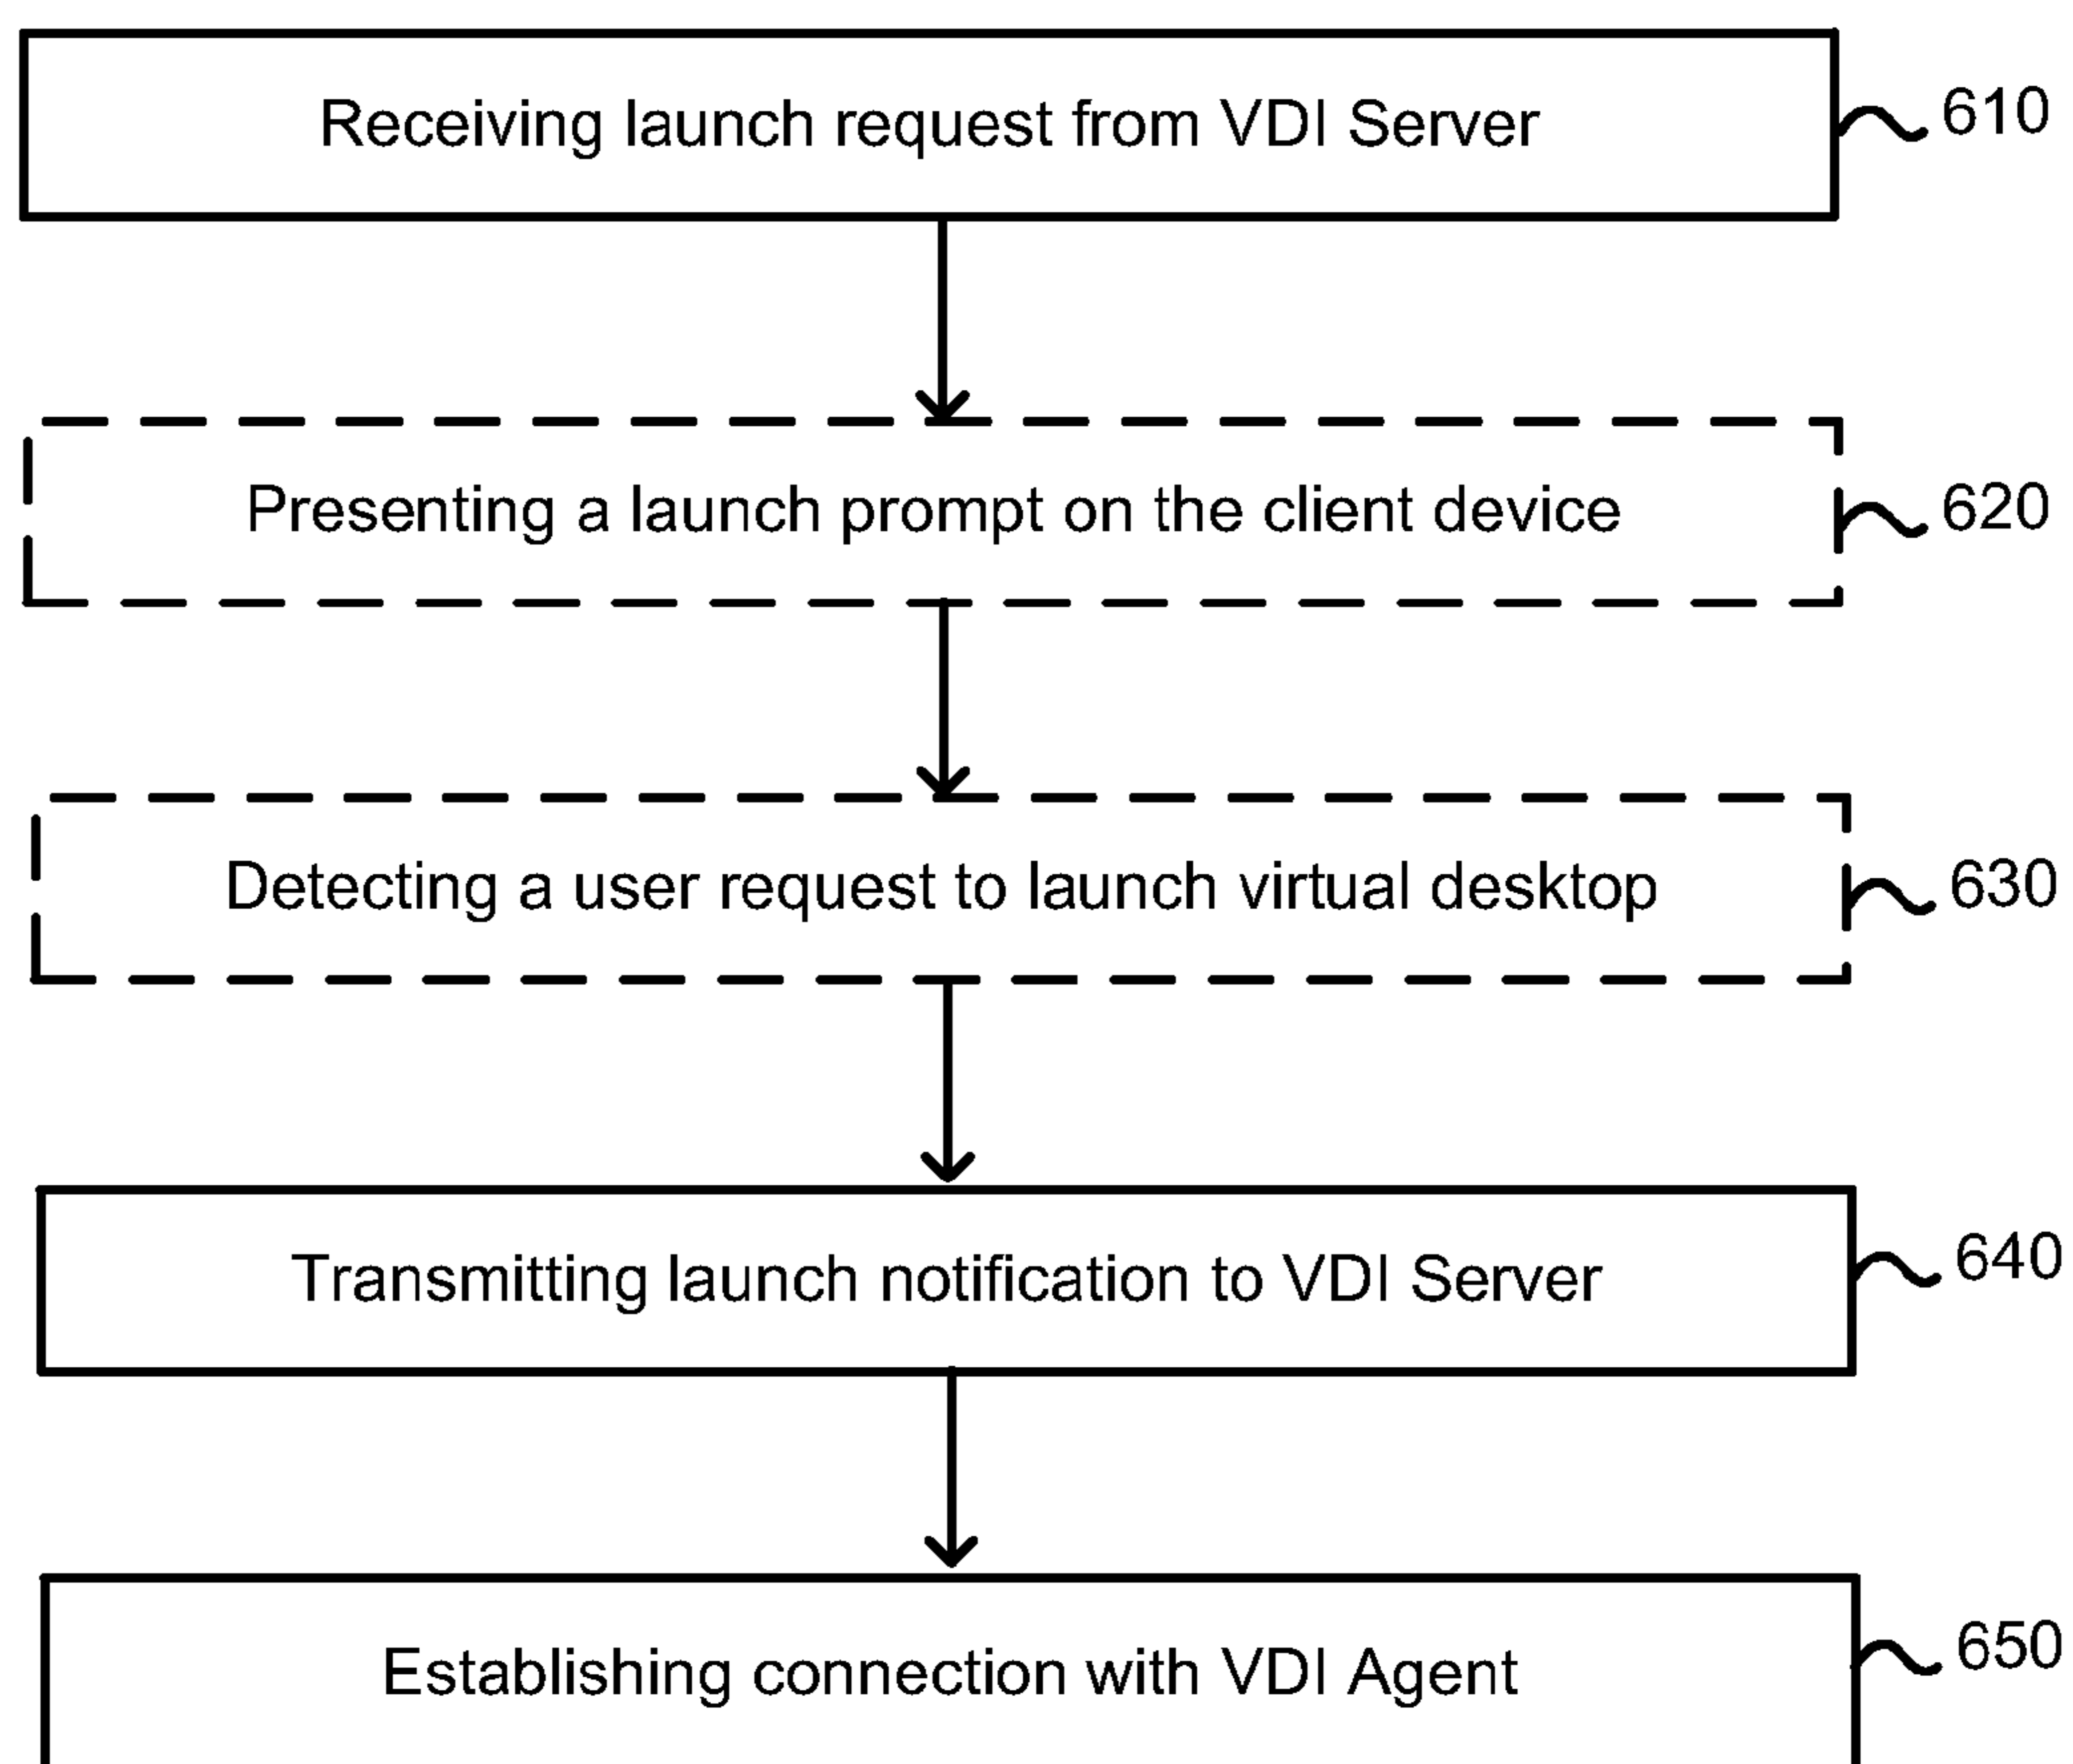 Receiving launch request from VDI Server
610
Presenting a launch prompt on the client device
620
Detecting a user request to launch virtual desktop
630
Transmitting launch notification to VDI Server
640
Establishing connection with VDI Agent
650